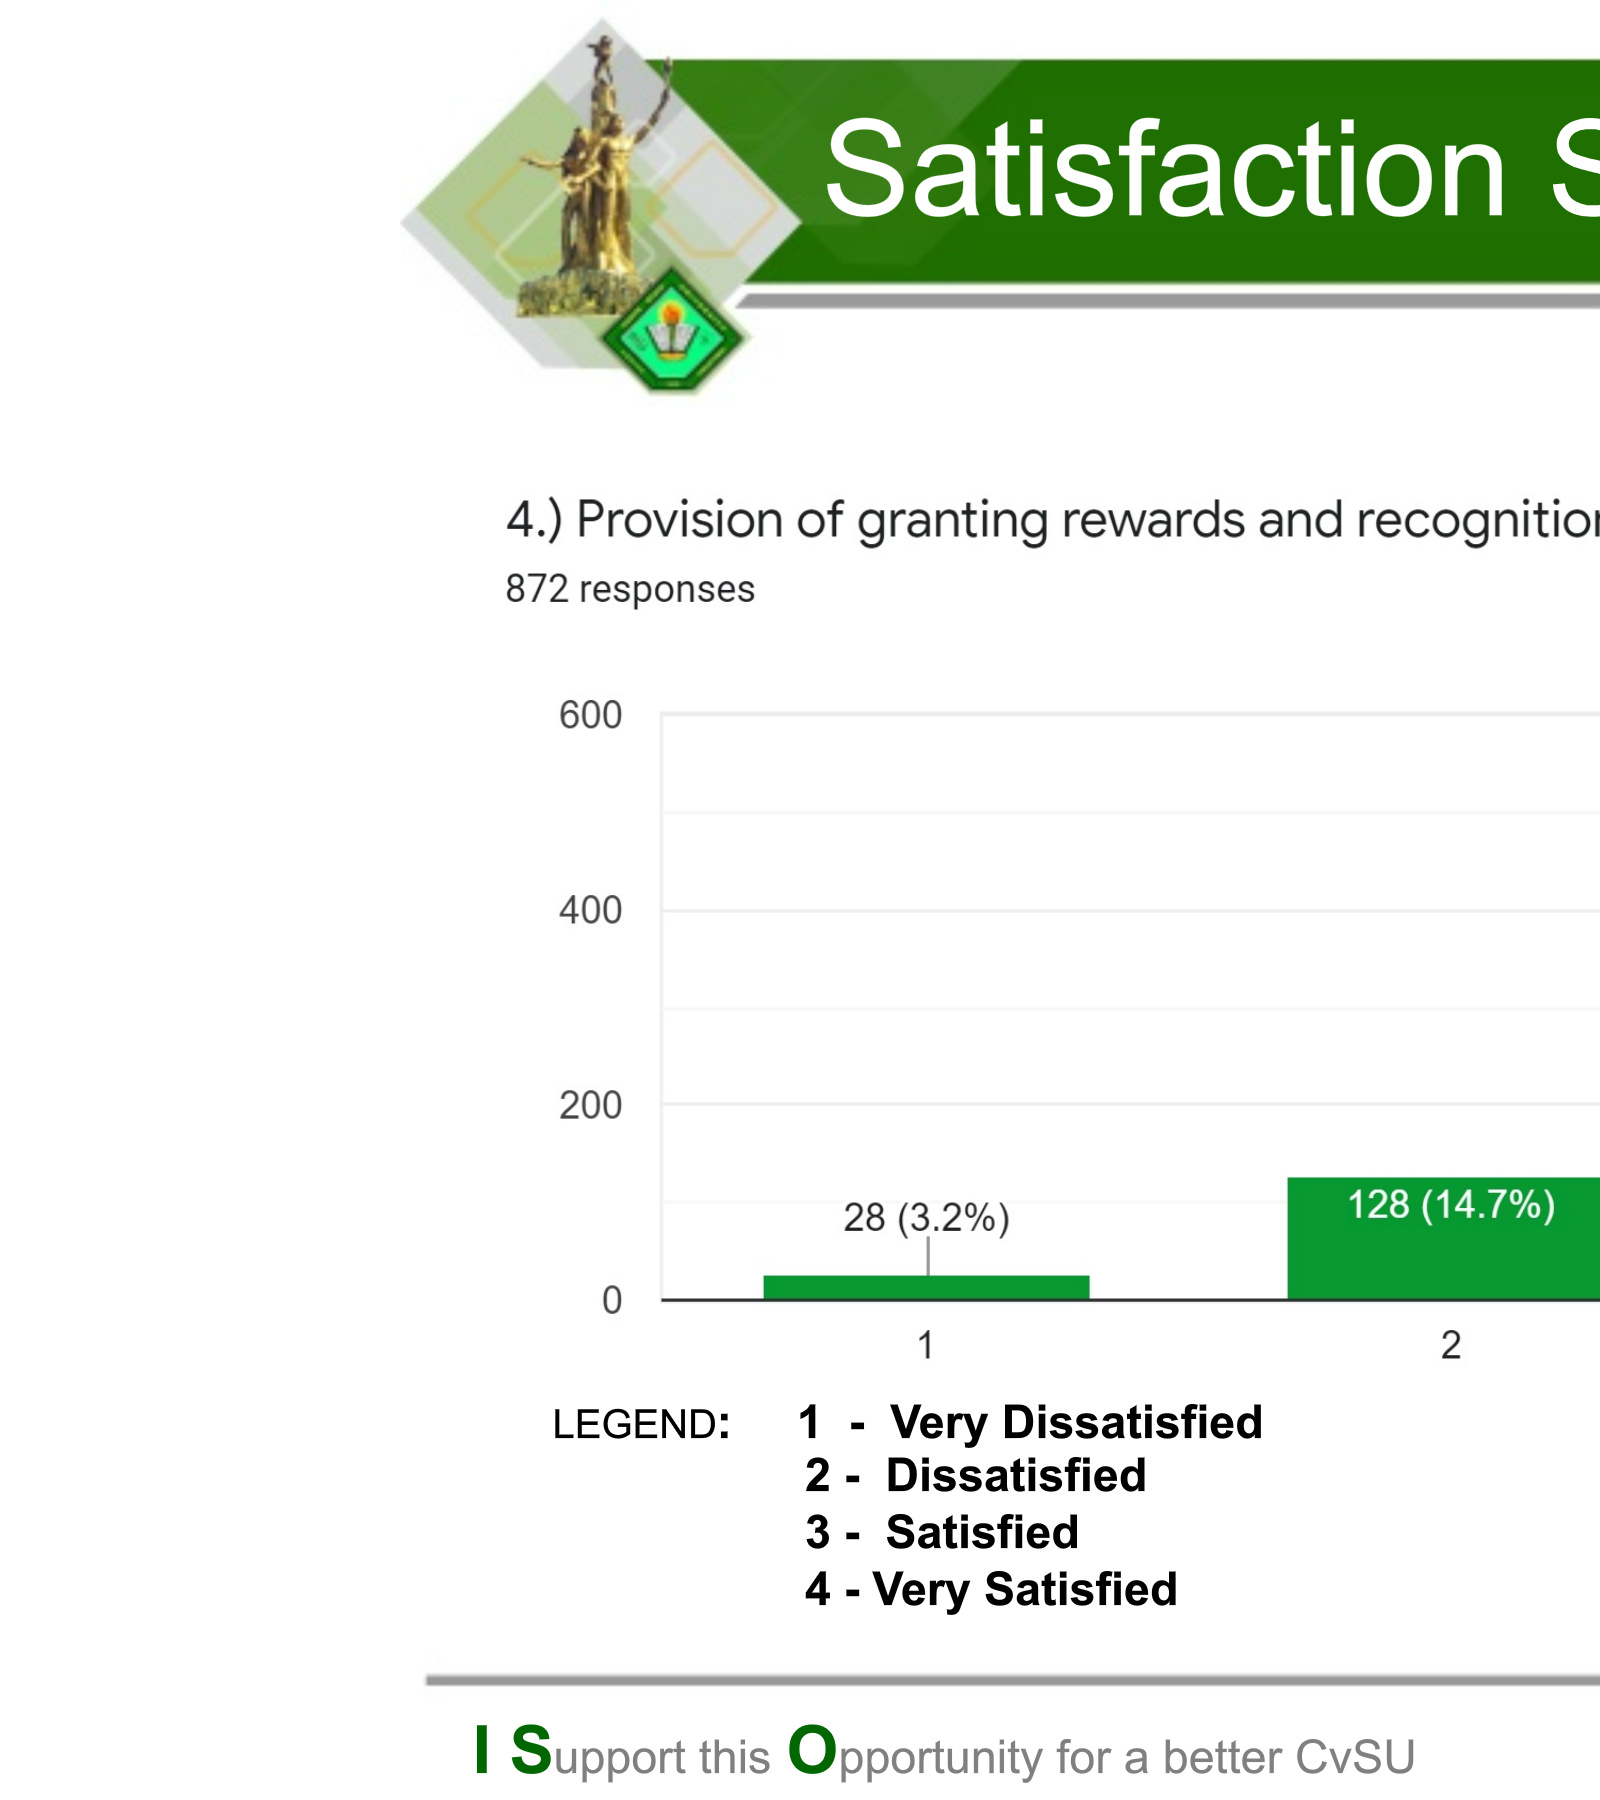 Satisfaction S
4.) Provision of granting rewards and recognition
872 responses
600
400
200
0
28 (3.2%)
128 (14.7%)
1
2
LEGEND: 1 - Very Dissatisfied
2 - Dissatisfied
3 - Satisfied
4 - Very Satisfied
I Support this Opportunity for a better CvSU